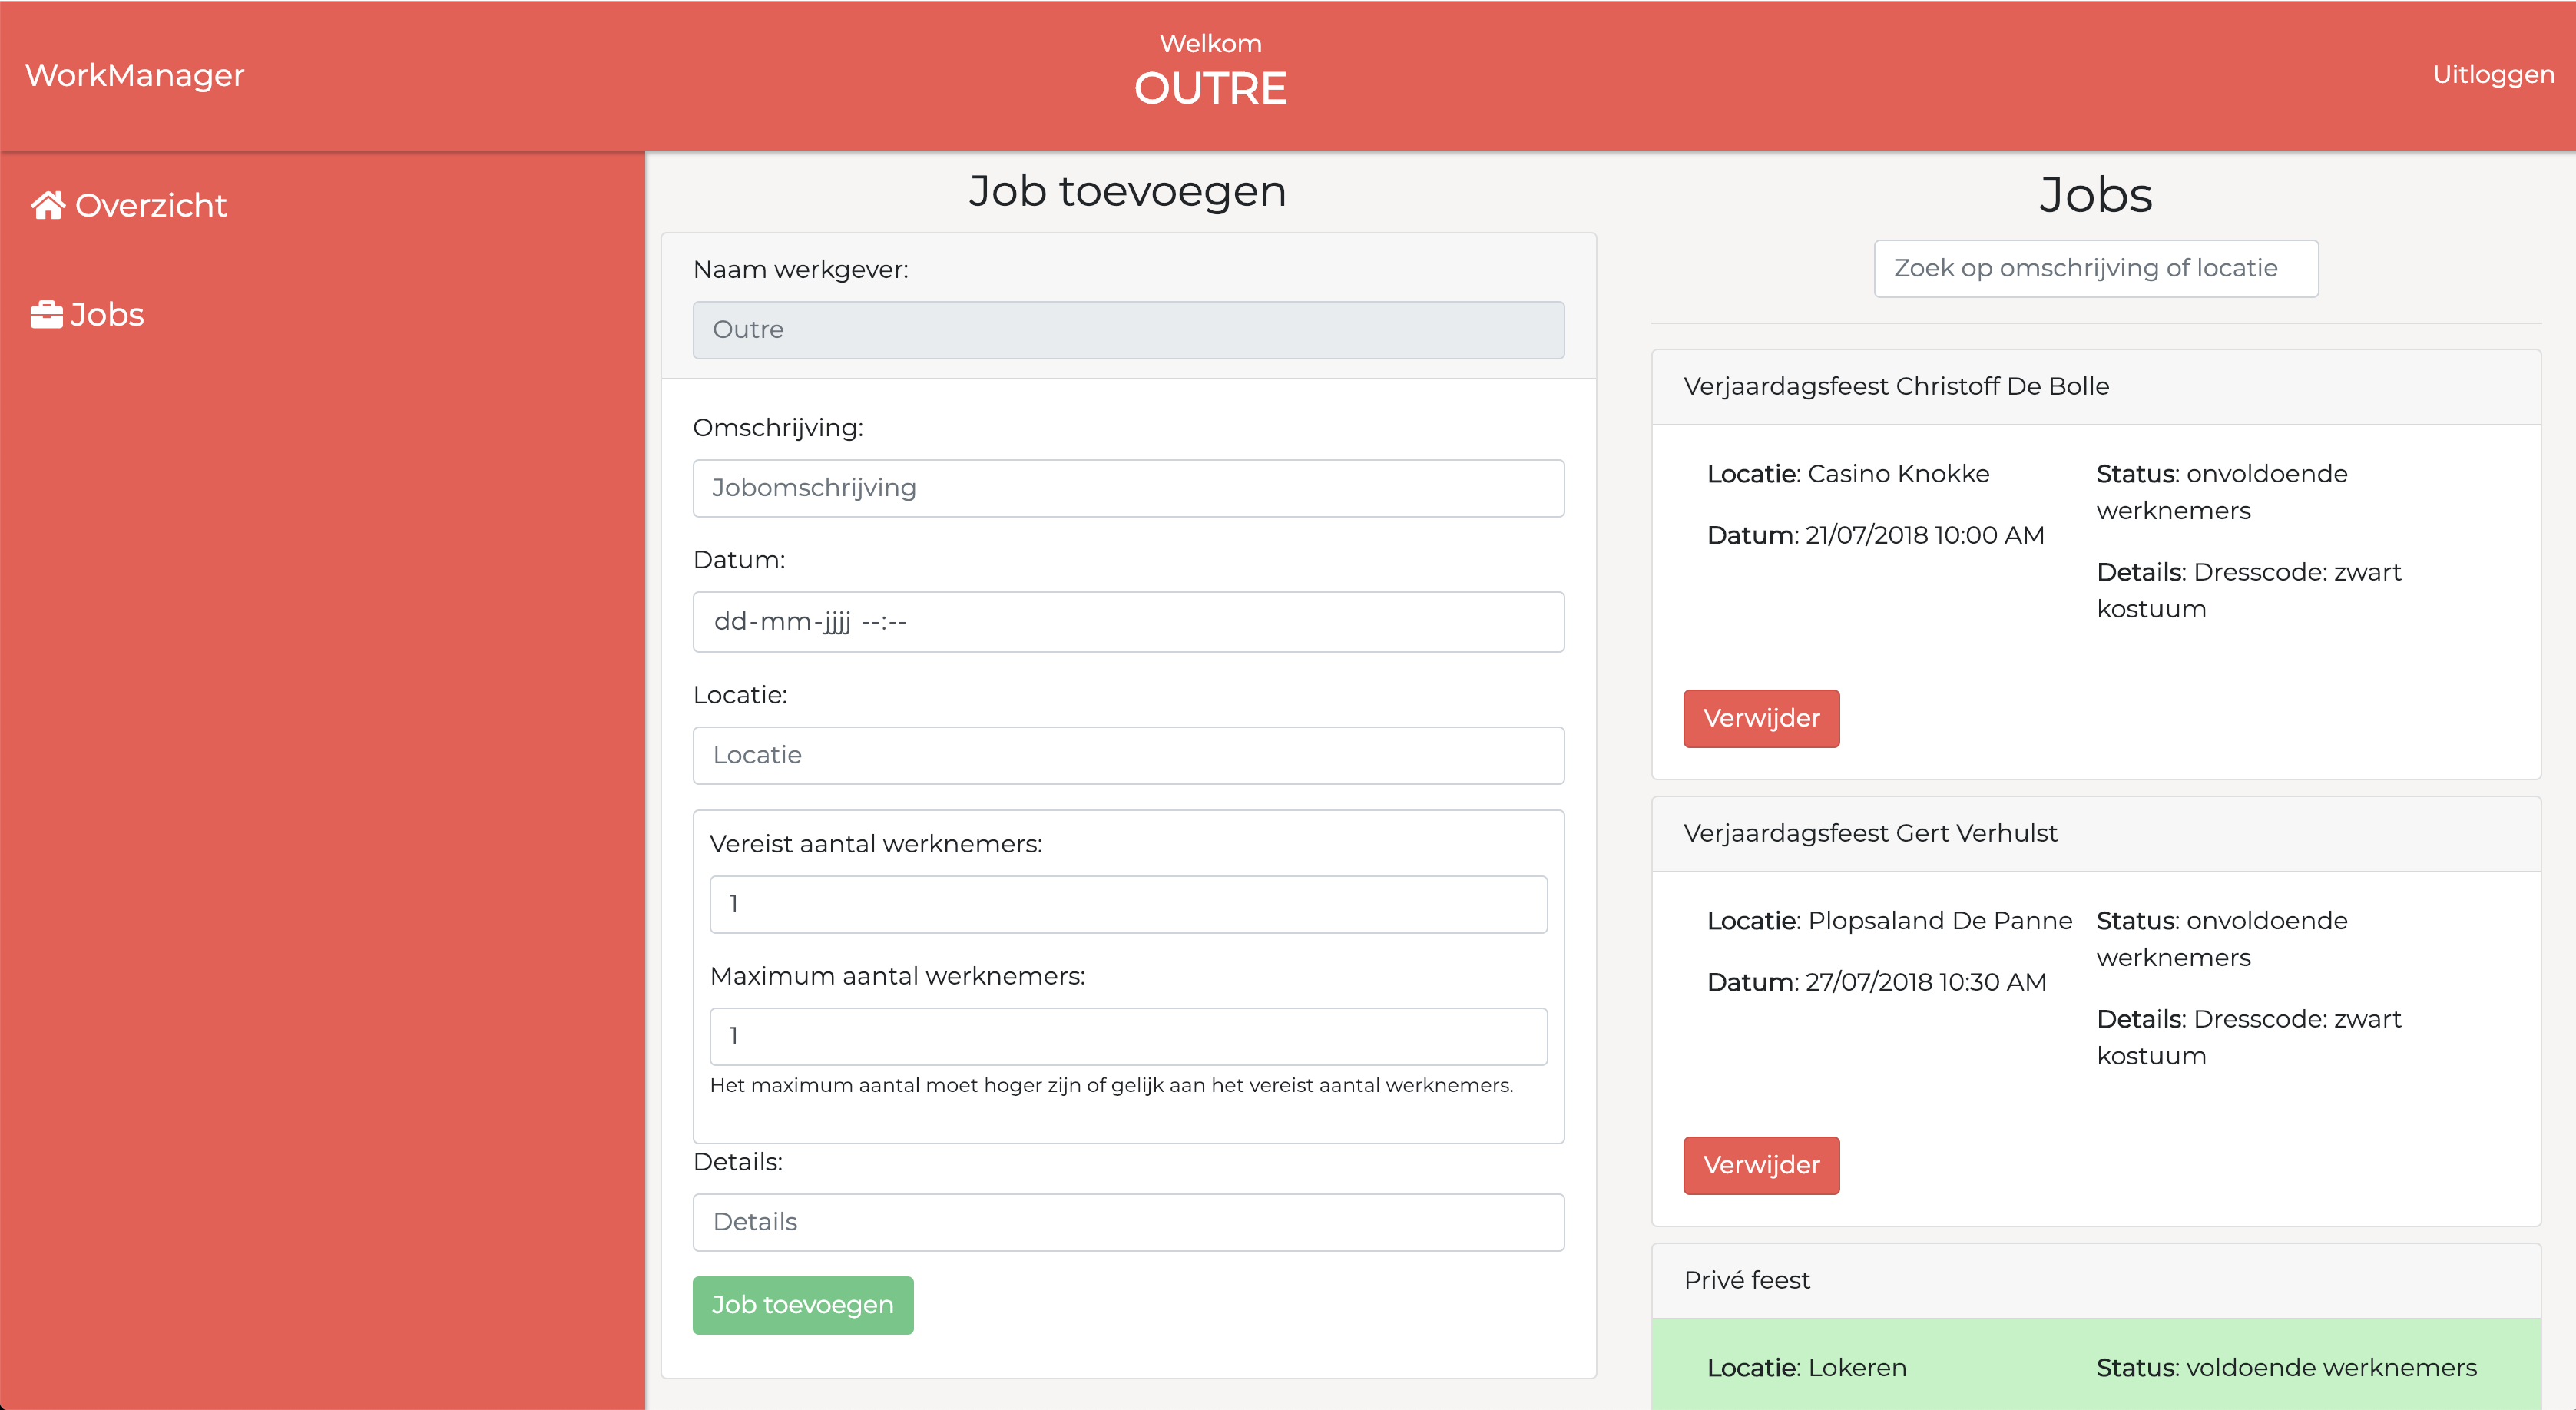 WorkManager
Welkom
OUTRE
Uitloggen
Overzicht
Jobs
Job toevoegen
Naam werkgever:
Outre
Omschrijving:
Jobomschrijving
Datum:
dd-mm-jjjj --:--
Locatie:
Locatie
Vereist aantal werknemers:
1
Maximum aantal werknemers:
1
Het maximum aantal moet hoger zijn of gelijk aan het vereist aantal werknemers.
Details:
Details
Job toevoegen
Jobs
Zoek op omschrijving of locatie
Verjaardagsfeest Christoff De Bolle
Locatie: Casino Knokke
Datum: 21/07/2018 10:00 AM
Status: onvoldoende
werknemers
Details: Dresscode: zwart
kostuum
Verwijder
Verjaardagsfeest Gert Verhulst
Locatie: Plopsaland De Panne
Datum: 27/07/2018 10:30 AM
Status: onvoldoende
werknemers
Details: Dresscode: zwart
kostuum
Verwijder
Privé feest
Locatie: Lokeren
Status: voldoende werknemers